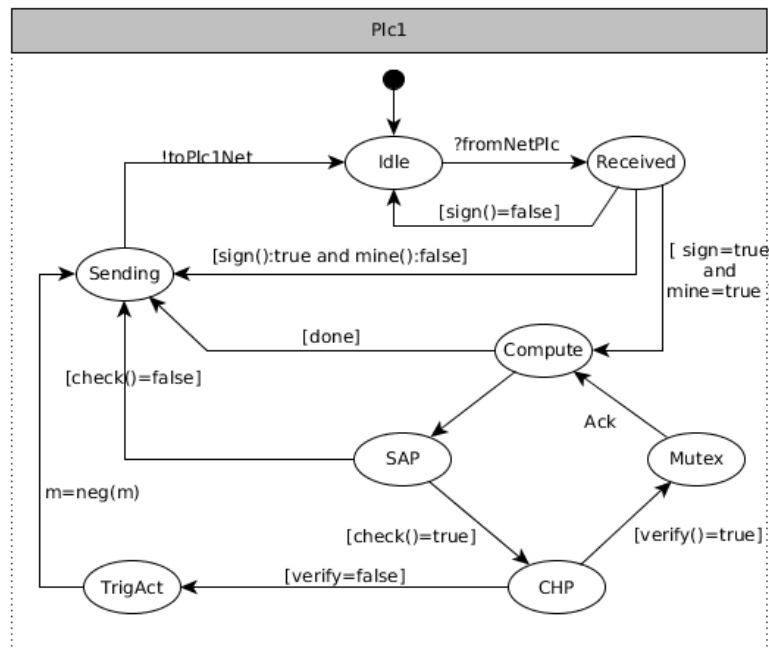 Plc1
?fromNetPlc
!toPlc1Net
Idle
Received
[sign()=false]
[sign():true and mine():false]
[ sign=true
and
mine=true
Sending
[done]
Compute
[check()=false]
Ack
SAP
Mutex
m=neg(m)
[check()=true]
[verify()=true]
[verify=false]
TrigAct
CHP